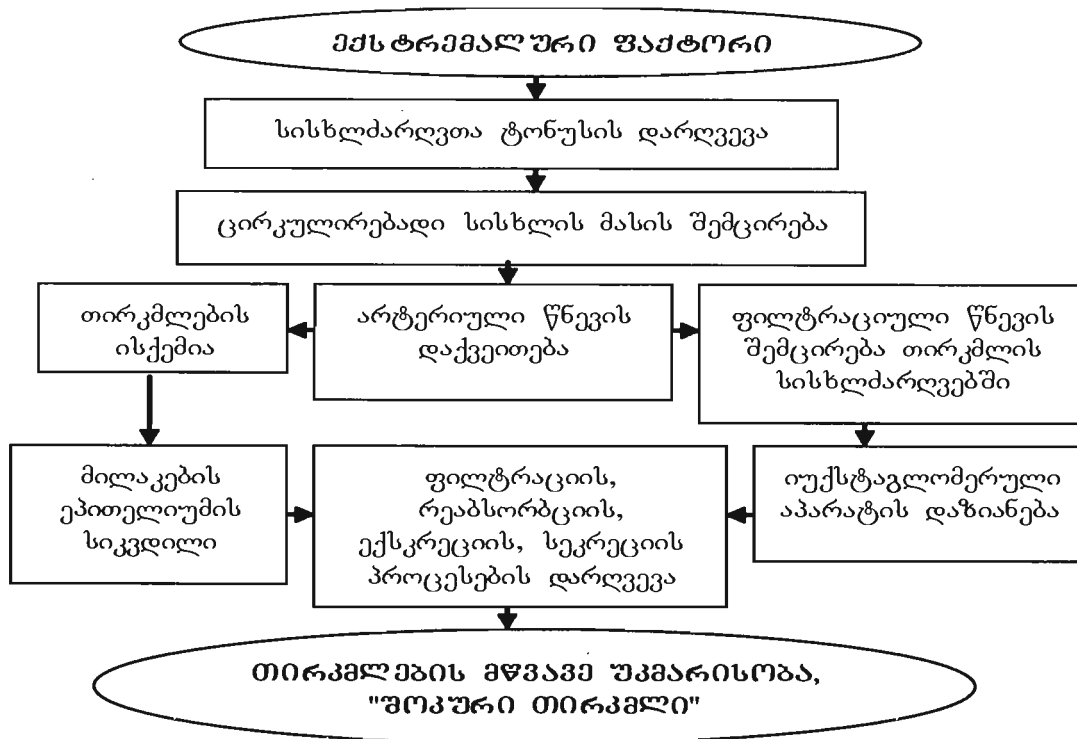 ექსტრემალური ფაქტორი
სისხლძარღვთა ტონუსის დარღვევა
ცირკულირებადი სისხლის მასის შემცირება
თირკმლების
იშემია
არტერიული წნევის
დაქვეითება
ფილტრაციული წნევის
შემცირება თირკმლის
სისხლძარღვებში
მილაკების
ეპითელიუმის
სიკვდილი
ფილტრაციის,
რეაბსორბციის,
ექსკრეციის, სეკრეციის
პროცესების დარღვევა
იუქსტაგლომერული
აპარატის დაზიანება
თირკმლების მწვავე უკმარისობა,
"შოკური თირკმლი"